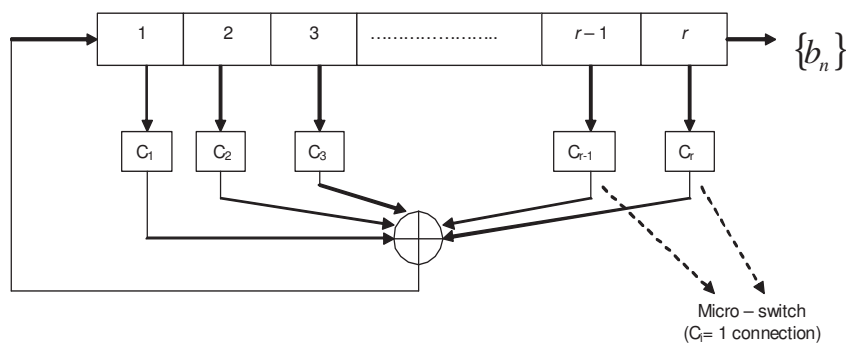 1 2 3 ........................ r – 1 r
{bₙ}
C₁ C₂ C₃ Cᵣ₋₁ Cᵣ
Micro – switch
(Cᵢ= 1 connection)